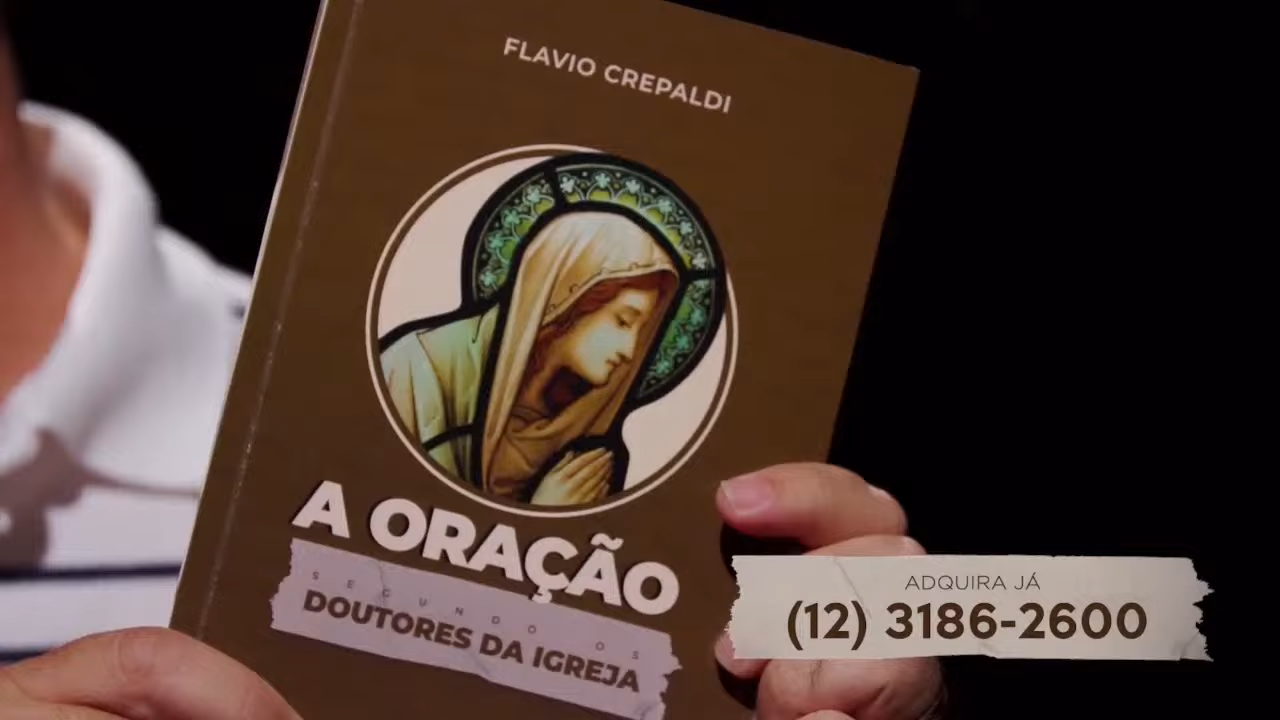 FLAVIO CREPALDI
A ORAÇÃO
SEGUNDO OS
DOUTORES DA IGREJA
ADQUIRA JÁ
(12) 3186-2600